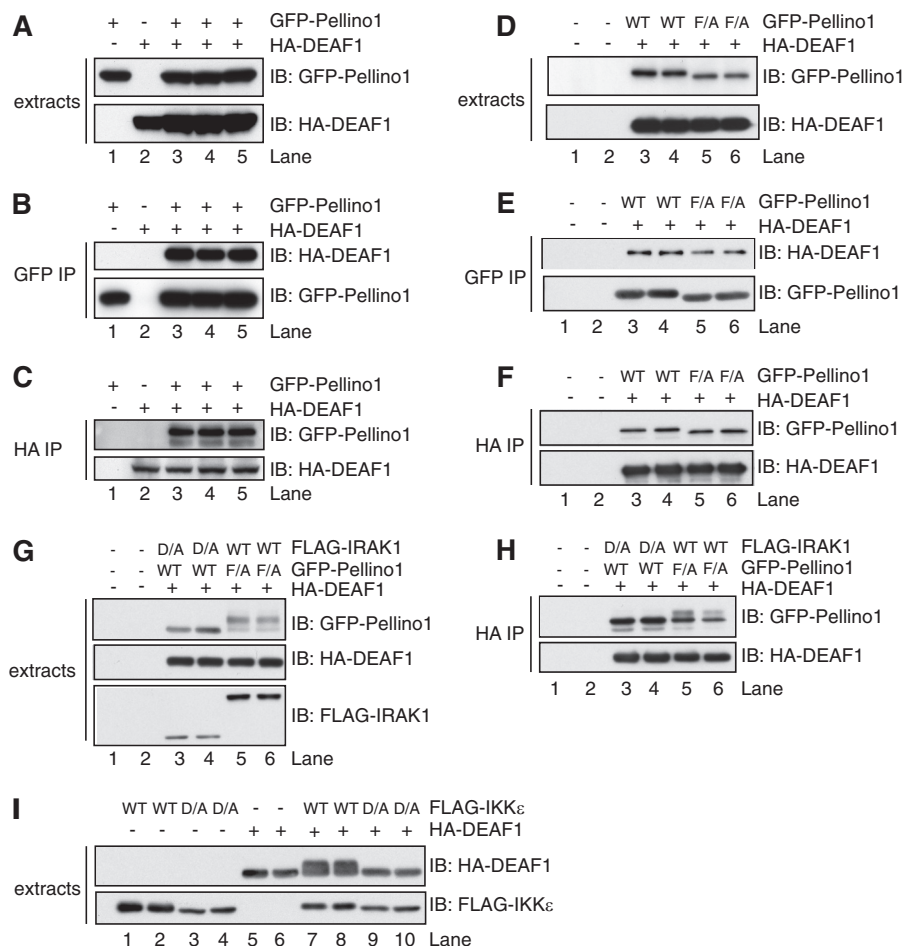 A
+ - + + + GFP-Pellino1
- + + + + HA-DEAF1
extracts
IB: GFP-Pellino1
IB: HA-DEAF1
1 2 3 4 5 Lane
B
+ - + + + GFP-Pellino1
- + + + + HA-DEAF1
GFP IP
IB: HA-DEAF1
IB: GFP-Pellino1
1 2 3 4 5 Lane
C
+ - + + + GFP-Pellino1
- + + + + HA-DEAF1
HA IP
IB: GFP-Pellino1
IB: HA-DEAF1
1 2 3 4 5 Lane
D
- - WT WT F/A F/A GFP-Pellino1
- - + + + + HA-DEAF1
extracts
IB: GFP-Pellino1
IB: HA-DEAF1
1 2 3 4 5 6 Lane
E
- - WT WT F/A F/A GFP-Pellino1
- - + + + + HA-DEAF1
GFP IP
IB: HA-DEAF1
IB: GFP-Pellino1
1 2 3 4 5 6 Lane
F
- - WT WT F/A F/A GFP-Pellino1
- - + + + + HA-DEAF1
HA IP
IB: GFP-Pellino1
IB: HA-DEAF1
1 2 3 4 5 6 Lane
G
- - D/A D/A WT WT FLAG-IRAK1
- - WT WT F/A F/A GFP-Pellino1
- - + + + + HA-DEAF1
extracts
IB: GFP-Pellino1
IB: HA-DEAF1
IB: FLAG-IRAK1
1 2 3 4 5 6 Lane
H
- - D/A D/A WT WT FLAG-IRAK1
- - WT WT F/A F/A GFP-Pellino1
- - + + + + HA-DEAF1
HA IP
IB: GFP-Pellino1
IB: HA-DEAF1
1 2 3 4 5 6 Lane
I
WT WT D/A D/A - - WT WT D/A D/A FLAG-IKKε
- - - - + + + + + + HA-DEAF1
extracts
IB: HA-DEAF1
IB: FLAG-IKKε
1 2 3 4 5 6 7 8 9 10 Lane